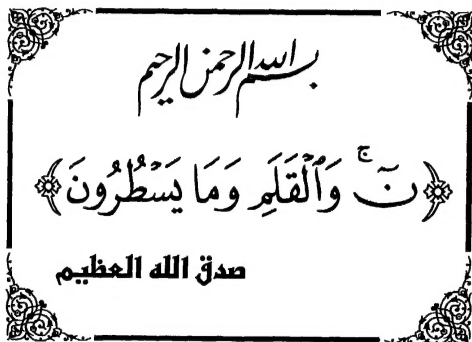 بسم الله الرحمن الرحيم
﴿نٓ ۚ وَٱلْقَلَمِ وَمَا يَسْطُرُونَ﴾
صدق الله العظيم